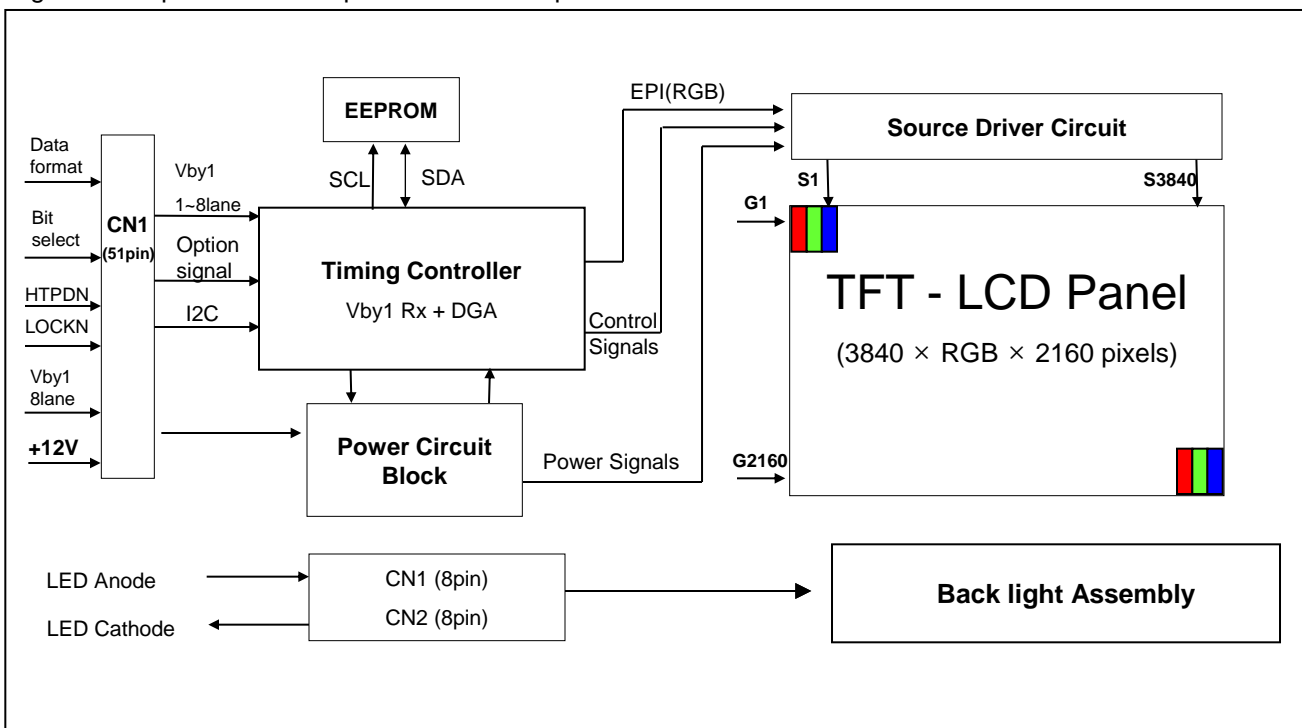 EEPROM
EPI(RGB)
Source Driver Circuit
Data
format
Vby1
SCL
SDA
S1
S3840
1~8lane
G1
Bit
select
CN1
(51pin)
Option
signal
Timing Controller
TFT - LCD Panel
HTPDN
I2C
Vby1 Rx + DGA
Control
Signals
(3840 × RGB × 2160 pixels)
LOCKN
Vby1
8lane
+12V
Power Circuit
Block
Power Signals
G2160
LED Anode
CN1 (8pin)
Back light Assembly
LED Cathode
CN2 (8pin)